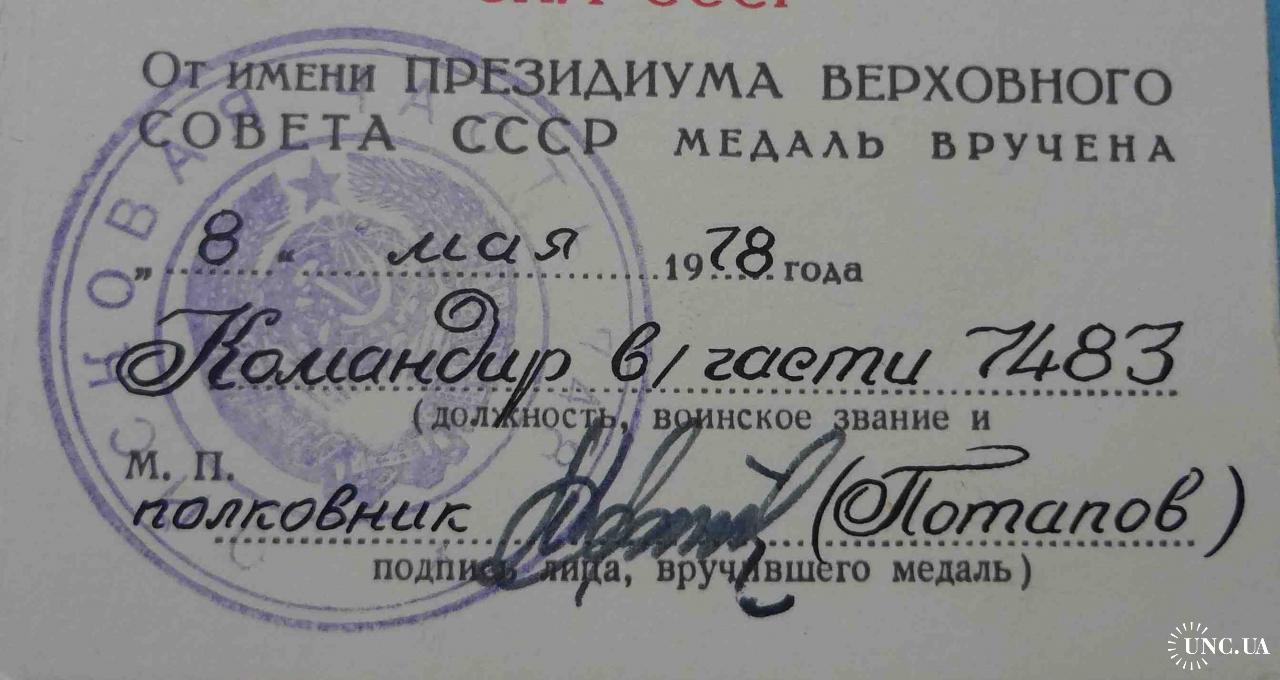 От имени ПРЕЗИДИУМА ВЕРХОВНОГО
СОВЕТА СССР МЕДАЛЬ ВРУЧЕНА
„ 8 “ мая 1978 года
Командир в/части 7483
(должность, воинское звание и
М. П.
полковник (Потапов)
подпись лица, вручившего медаль)
UNC.UA